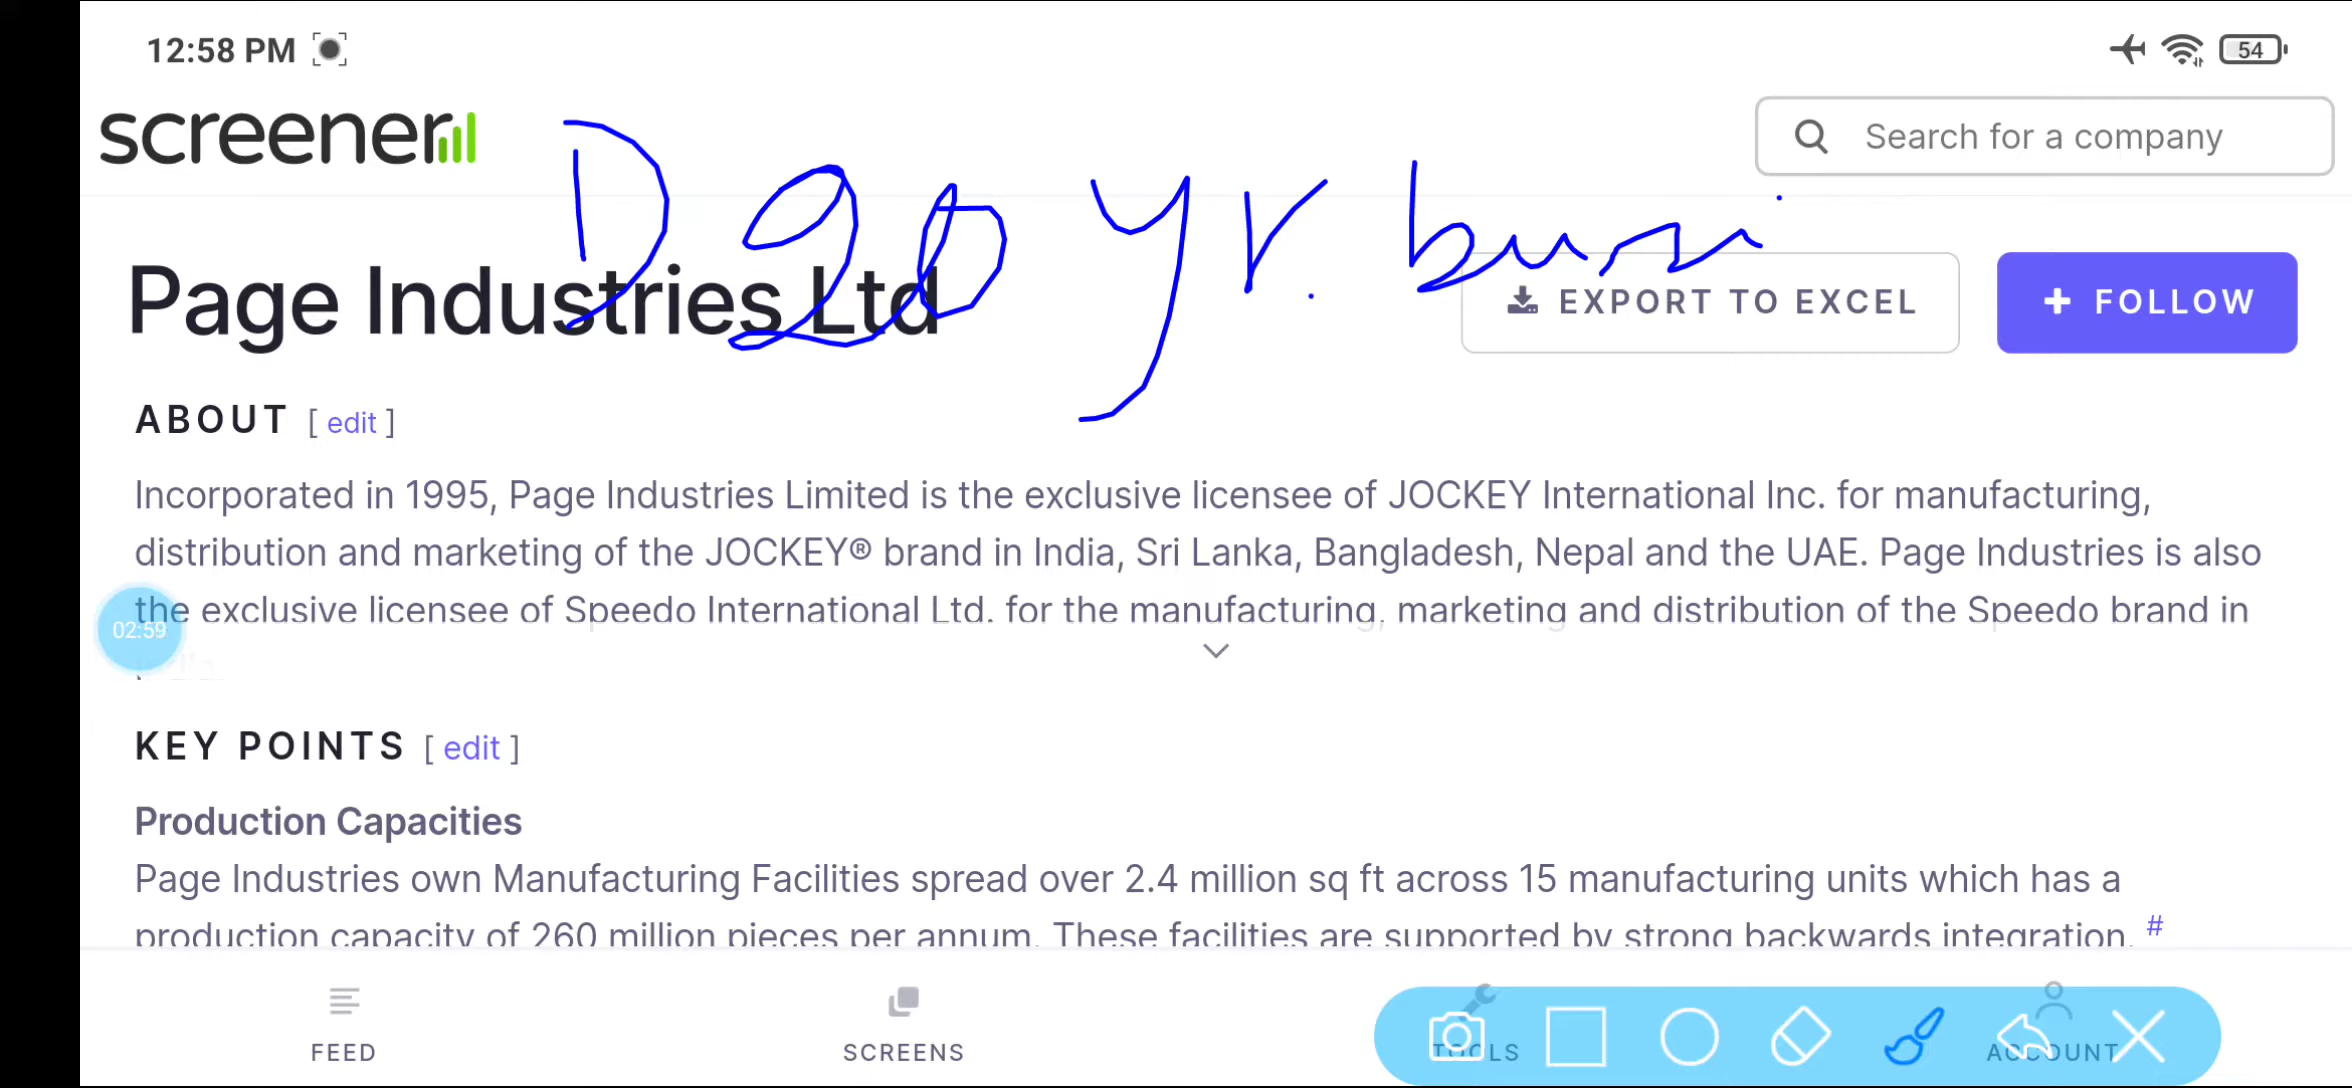 12:58 PM
54
screener
Search for a company
D 20 yr. busi
Page Industries Ltd
EXPORT TO EXCEL
+ FOLLOW
ABOUT [ edit ]
Incorporated in 1995, Page Industries Limited is the exclusive licensee of JOCKEY International Inc. for manufacturing,
distribution and marketing of the JOCKEY® brand in India, Sri Lanka, Bangladesh, Nepal and the UAE. Page Industries is also
the exclusive licensee of Speedo International Ltd. for the manufacturing, marketing and distribution of the Speedo brand in
02:59
KEY POINTS [ edit ]
Production Capacities
Page Industries own Manufacturing Facilities spread over 2.4 million sq ft across 15 manufacturing units which has a
production capacity of 260 million pieces per annum. These facilities are supported by strong backwards integration. #
FEED
SCREENS
TOOLS
ACCOUNT